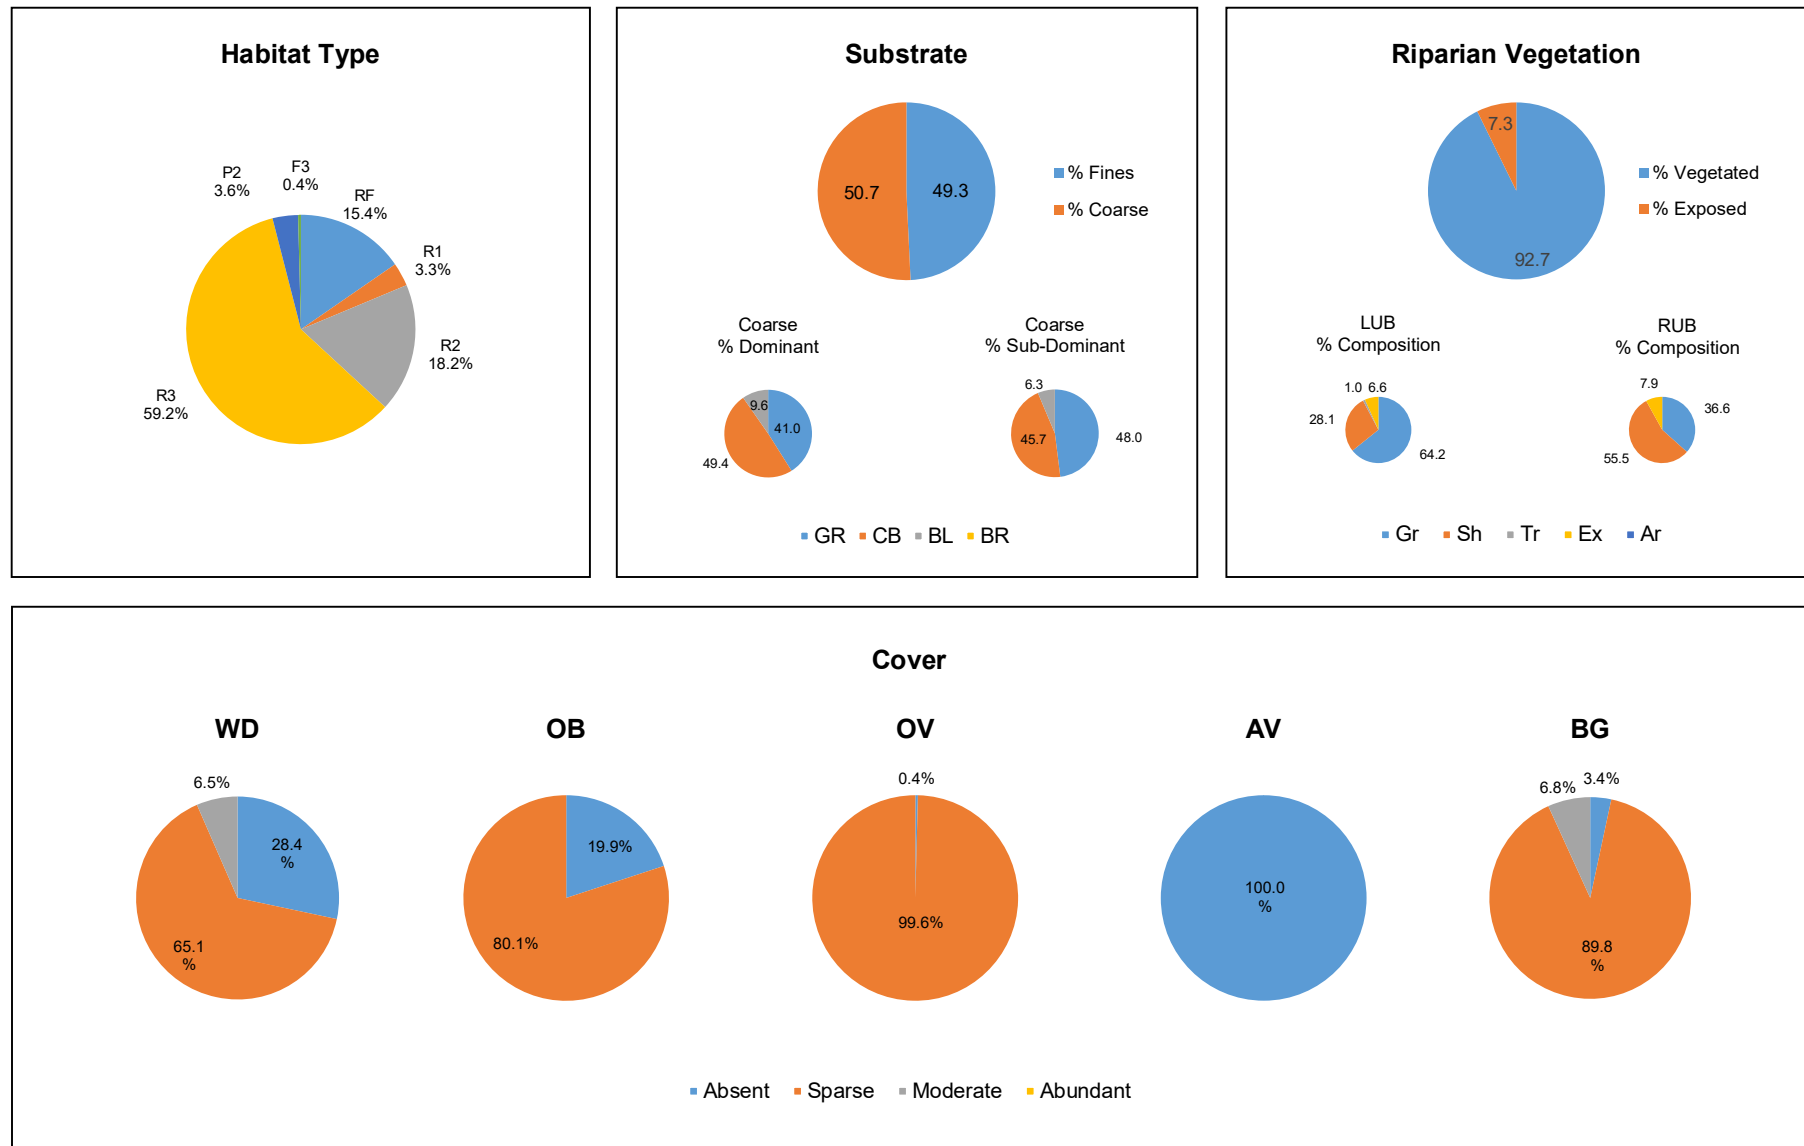 Habitat Type
F3
0.4%
P2
3.6%
RF
15.4%
R1
3.3%
R2
18.2%
R3
59.2%
Substrate
50.7
49.3
% Fines
% Coarse
Coarse
% Dominant
9.6
41.0
49.4
Coarse
% Sub-Dominant
6.3
45.7
48.0
GR CB BL BR
Riparian Vegetation
7.3
92.7
% Vegetated
% Exposed
LUB
% Composition
1.0 6.6
28.1
64.2
RUB
% Composition
7.9
36.6
55.5
Gr Sh Tr Ex Ar
Cover
WD
6.5%
28.4
%
65.1
%
OB
19.9%
80.1%
OV
0.4%
99.6%
AV
100.0
%
BG
3.4%
6.8%
89.8
%
Absent Sparse Moderate Abundant